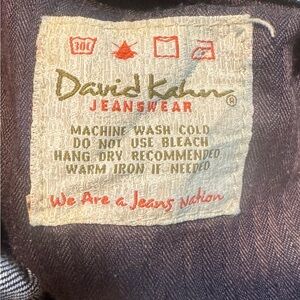 30C
David Kahn ®
JEANSWEAR
MACHINE WASH COLD
DO NOT USE BLEACH
HANG DRY RECOMMENDED
WARM IRON IF NEEDED
We Are a Jeans Nation